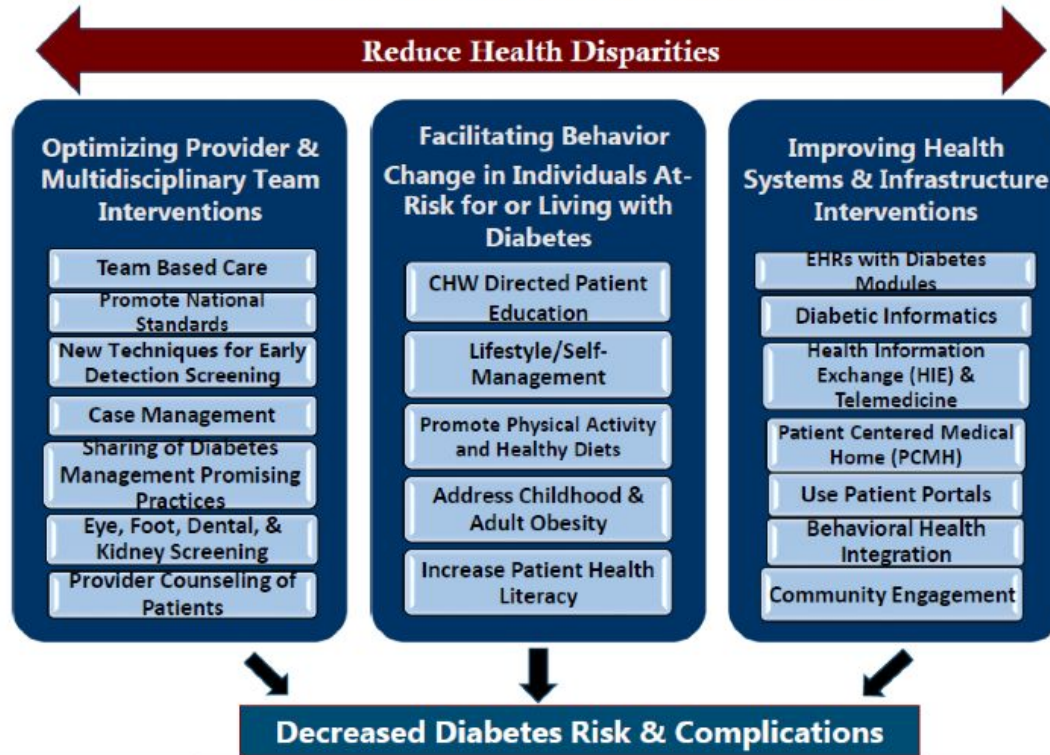 Reduce Health Disparities
Optimizing Provider &
Multidisciplinary Team
Interventions
Team Based Care
Promote National
Standards
New Techniques for Early
Detection Screening
Case Management
Sharing of Diabetes
Management Promising
Practices
Eye, Foot, Dental, &
Kidney Screening
Provider Counseling of
Patients
Facilitating Behavior
Change in Individuals At-
Risk for or Living with
Diabetes
CHW Directed Patient
Education
Lifestyle/Self-
Management
Promote Physical Activity
and Healthy Diets
Address Childhood &
Adult Obesity
Increase Patient Health
Literacy
Improving Health
Systems & Infrastructure
Interventions
EHRs with Diabetes
Modules
Diabetic Informatics
Health Information
Exchange (HIE) &
Telemedicine
Patient Centered Medical
Home (PCMH)
Use Patient Portals
Behavioral Health
Integration
Community Engagement
Decreased Diabetes Risk & Complications